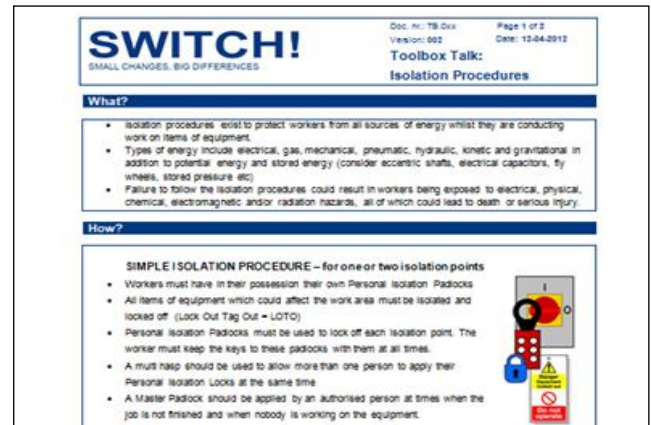 SWITCH!
SMALL CHANGES, BIG DIFFERENCES
Doc. nr.: TB.0xx Page 1 of 2
Version: 002 Date: 12-04-2012
Toolbox Talk:
Isolation Procedures
What?
• Isolation procedures exist to protect workers from all sources of energy whilst they are conducting
work on items of equipment.
• Types of energy include electrical, gas, mechanical, pneumatic, hydraulic, kinetic and gravitational in
addition to potential energy and stored energy (consider eccentric shafts, electrical capacitors, fly
wheels, stored pressure etc)
• Failure to follow the isolation procedures could result in workers being exposed to electrical, physical,
chemical, electromagnetic and/or radiation hazards, all of which could lead to death or serious injury.
How?
SIMPLE ISOLATION PROCEDURE – for one or two isolation points
• Workers must have in their possession their own Personal Isolation Padlocks
• All items of equipment which could affect the work area must be isolated and
locked off (Lock Out Tag Out = LOTO)
• Personal Isolation Padlocks must be used to lock off each isolation point. The
worker must keep the keys to these padlocks with them at all times.
• A multi hasp should be used to allow more than one person to apply their
Personal Isolation Locks at the same time
• A Master Padlock should be applied by an authorised person at times when the
job is not finished and when nobody is working on the equipment.
I
O
Danger
Equipment
locked out
Do not
operate